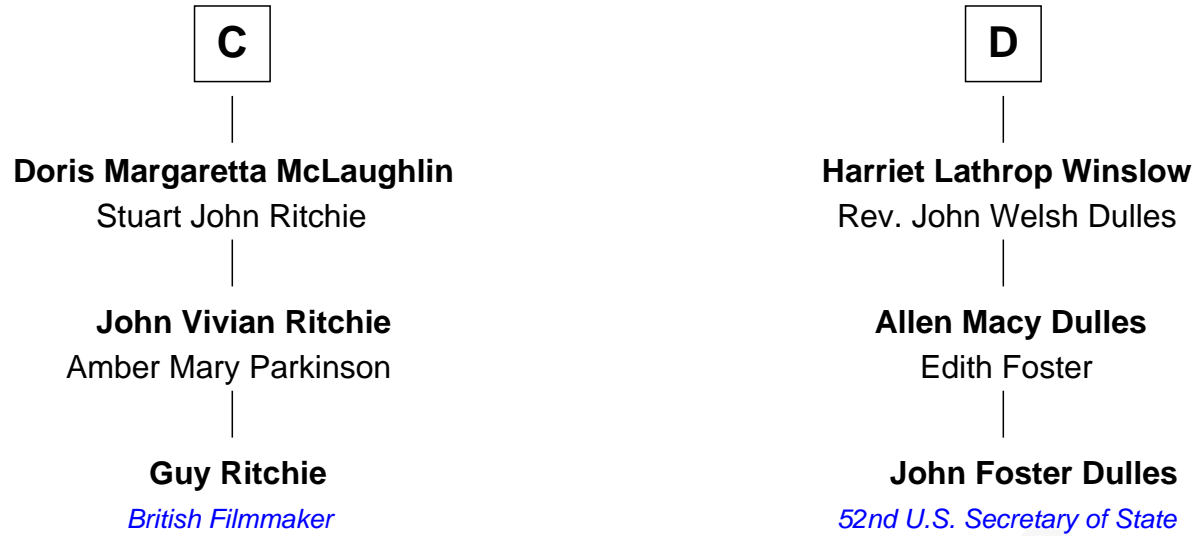 C
Doris Margaretta McLaughlin
Stuart John Ritchie
John Vivian Ritchie
Amber Mary Parkinson
Guy Ritchie
British Filmmaker
D
Harriet Lathrop Winslow
Rev. John Welsh Dulles
Allen Macy Dulles
Edith Foster
John Foster Dulles
52nd U.S. Secretary of State